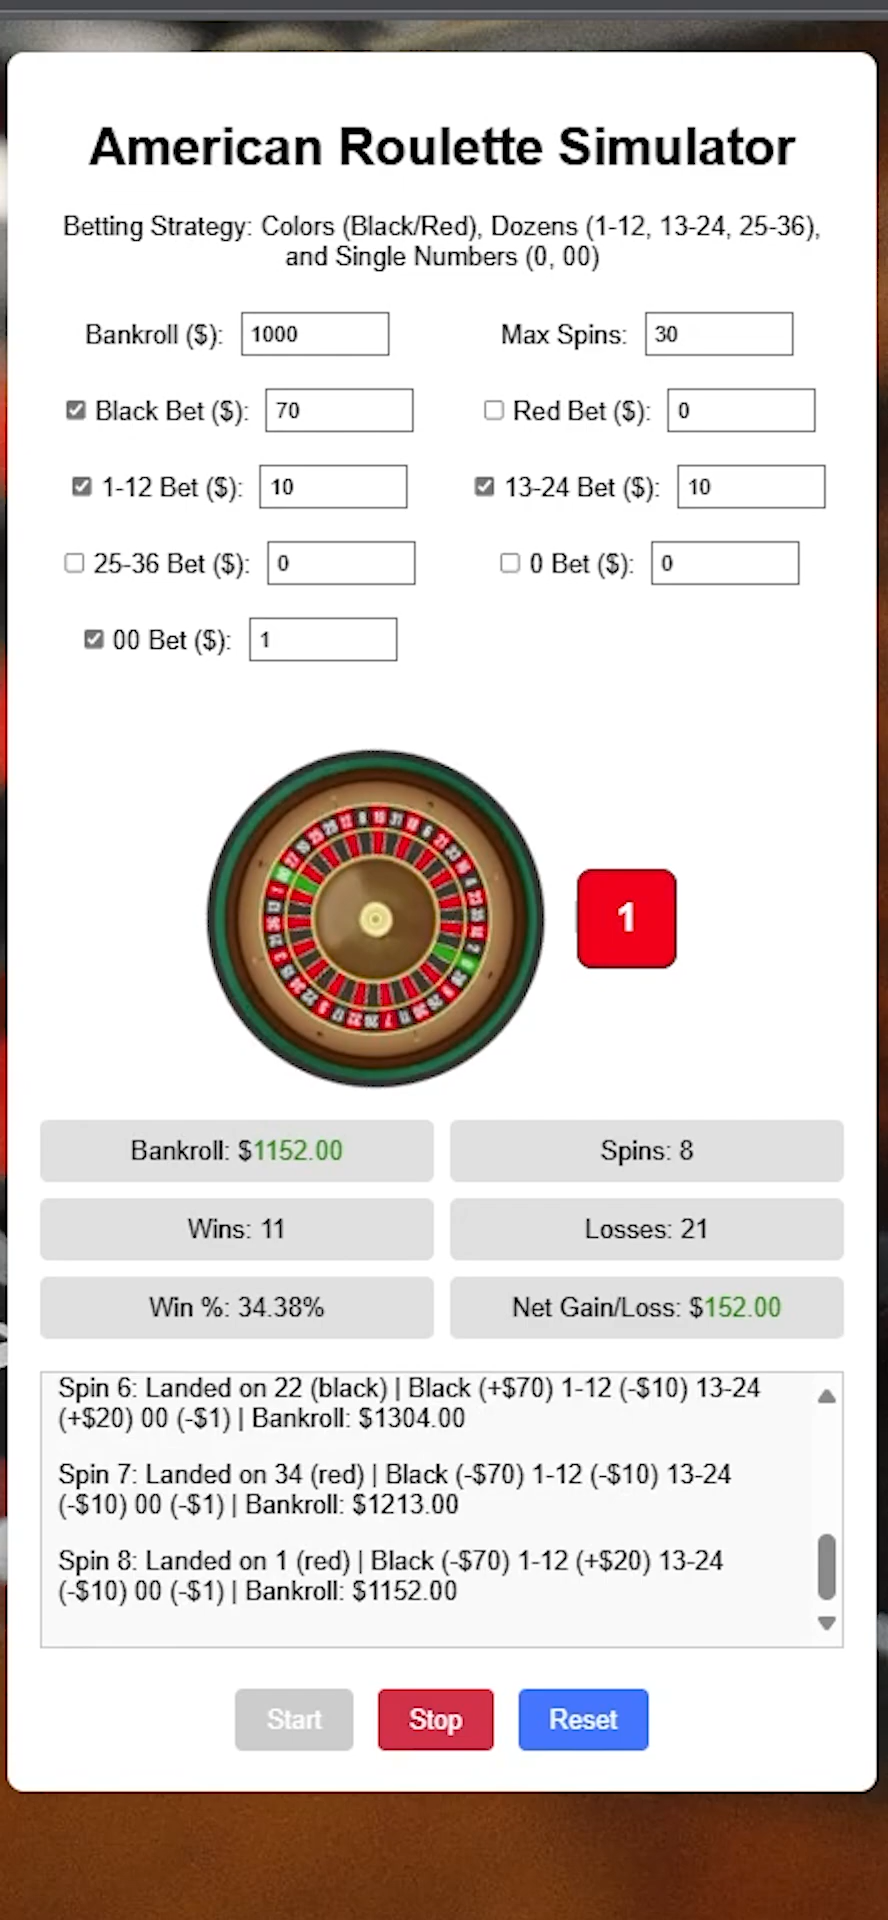 American Roulette Simulator
Betting Strategy: Colors (Black/Red), Dozens (1-12, 13-24, 25-36),
and Single Numbers (0, 00)
Bankroll ($): 1000
Max Spins: 30
Black Bet ($): 70
Red Bet ($): 0
1-12 Bet ($): 10
13-24 Bet ($): 10
25-36 Bet ($): 0
0 Bet ($): 0
00 Bet ($): 1
1
Bankroll: $1152.00
Spins: 8
Wins: 11
Losses: 21
Win %: 34.38%
Net Gain/Loss: $152.00
Spin 6: Landed on 22 (black) | Black (+$70) 1-12 (-$10) 13-24
(+$20) 00 (-$1) | Bankroll: $1304.00
Spin 7: Landed on 34 (red) | Black (-$70) 1-12 (-$10) 13-24
(-$10) 00 (-$1) | Bankroll: $1213.00
Spin 8: Landed on 1 (red) | Black (-$70) 1-12 (+$20) 13-24
(-$10) 00 (-$1) | Bankroll: $1152.00
Start
Stop
Reset